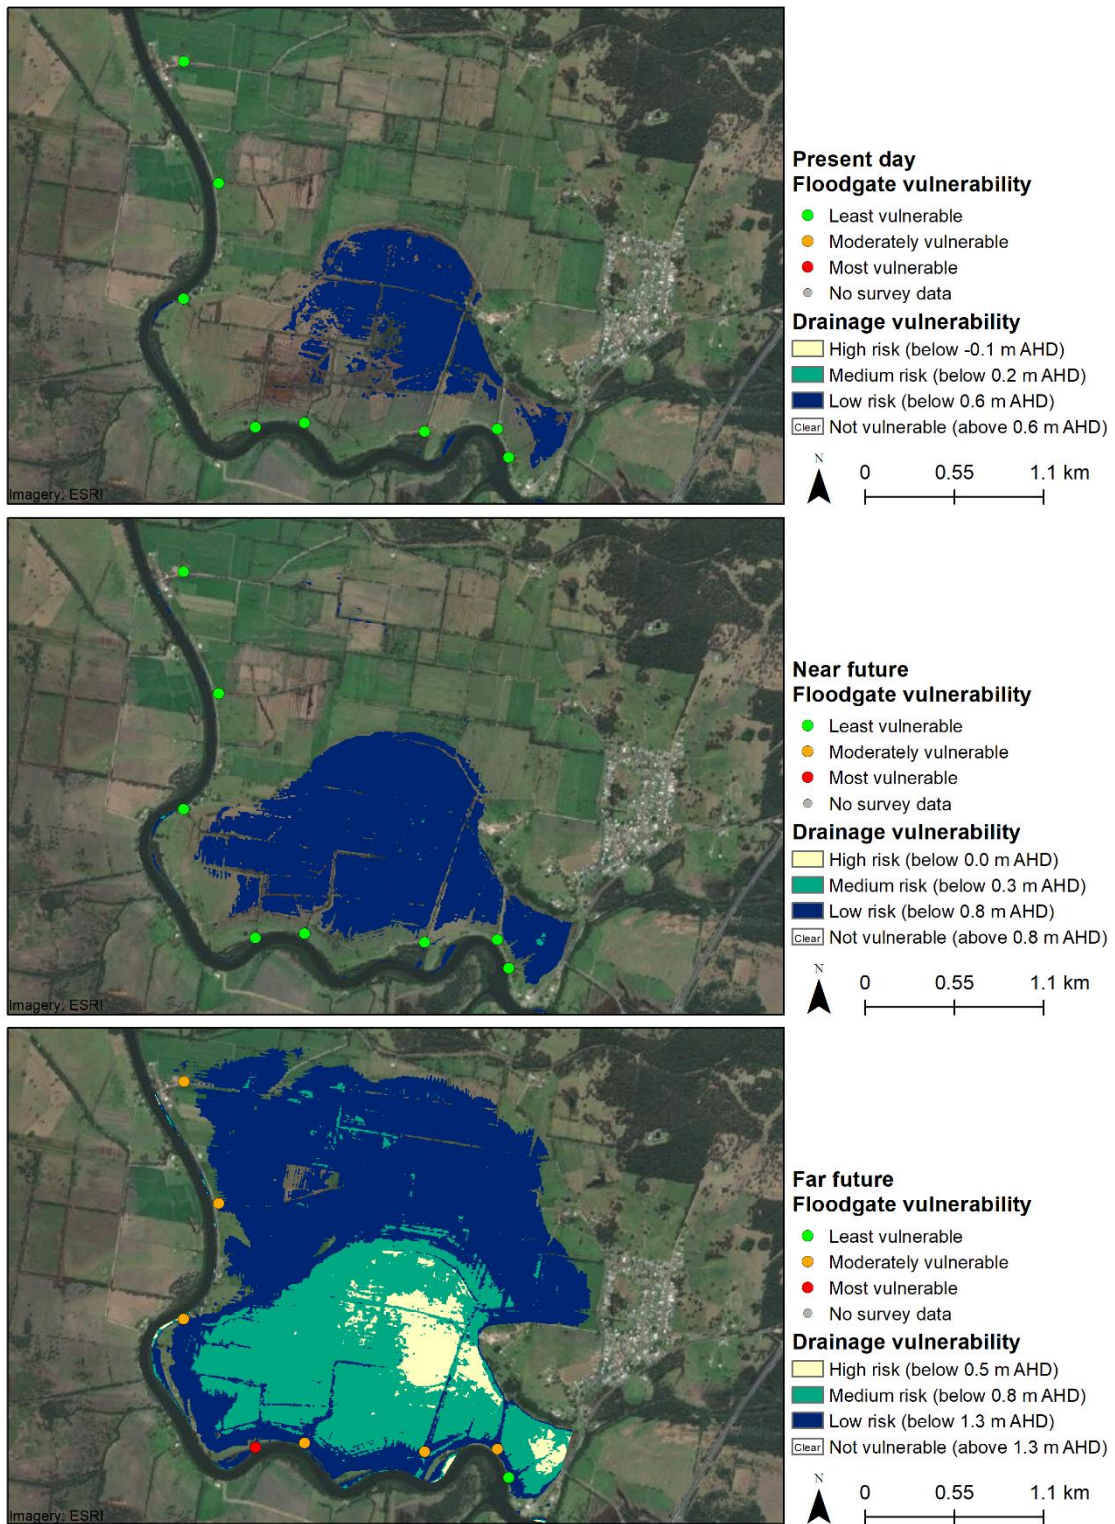 Present day
Floodgate vulnerability
Least vulnerable
Moderately vulnerable
Most vulnerable
No survey data
Drainage vulnerability
High risk (below -0.1 m AHD)
Medium risk (below 0.2 m AHD)
Low risk (below 0.6 m AHD)
Clear Not vulnerable (above 0.6 m AHD)
N
0 0.55 1.1 km
Imagery: ESRI
Near future
Floodgate vulnerability
Least vulnerable
Moderately vulnerable
Most vulnerable
No survey data
Drainage vulnerability
High risk (below 0.0 m AHD)
Medium risk (below 0.3 m AHD)
Low risk (below 0.8 m AHD)
Clear Not vulnerable (above 0.8 m AHD)
N
0 0.55 1.1 km
Imagery: ESRI
Far future
Floodgate vulnerability
Least vulnerable
Moderately vulnerable
Most vulnerable
No survey data
Drainage vulnerability
High risk (below 0.5 m AHD)
Medium risk (below 0.8 m AHD)
Low risk (below 1.3 m AHD)
Clear Not vulnerable (above 1.3 m AHD)
N
0 0.55 1.1 km
Imagery: ESRI